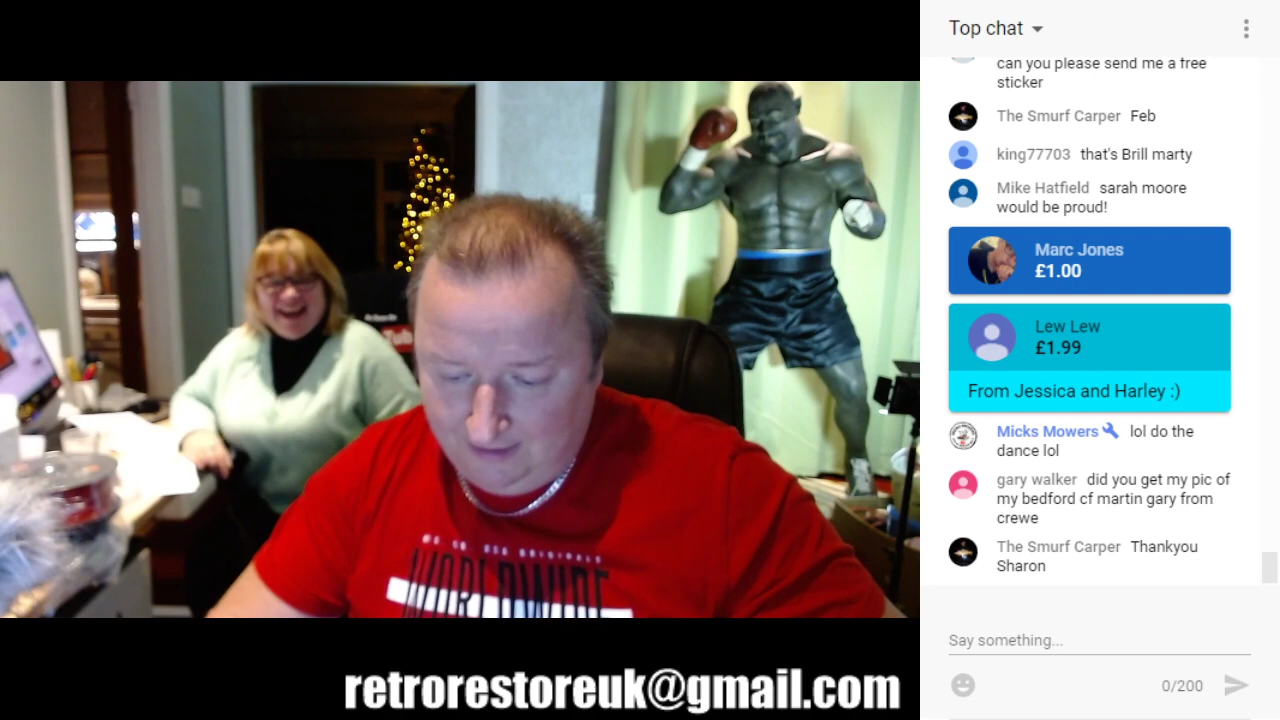 Top chat
can you please send me a free
sticker
The Smurf Carper Feb
king77703 that's Brill marty
Mike Hatfield sarah moore
would be proud!
Marc Jones
£1.00
Lew Lew
£1.99
From Jessica and Harley :)
Micks Mowers lol do the
dance lol
gary walker did you get my pic of
my bedford cf martin gary from
crewe
The Smurf Carper Thankyou
Sharon
Say something...
0/200
WORLDWIDE
retrorestoreuk@gmail.com